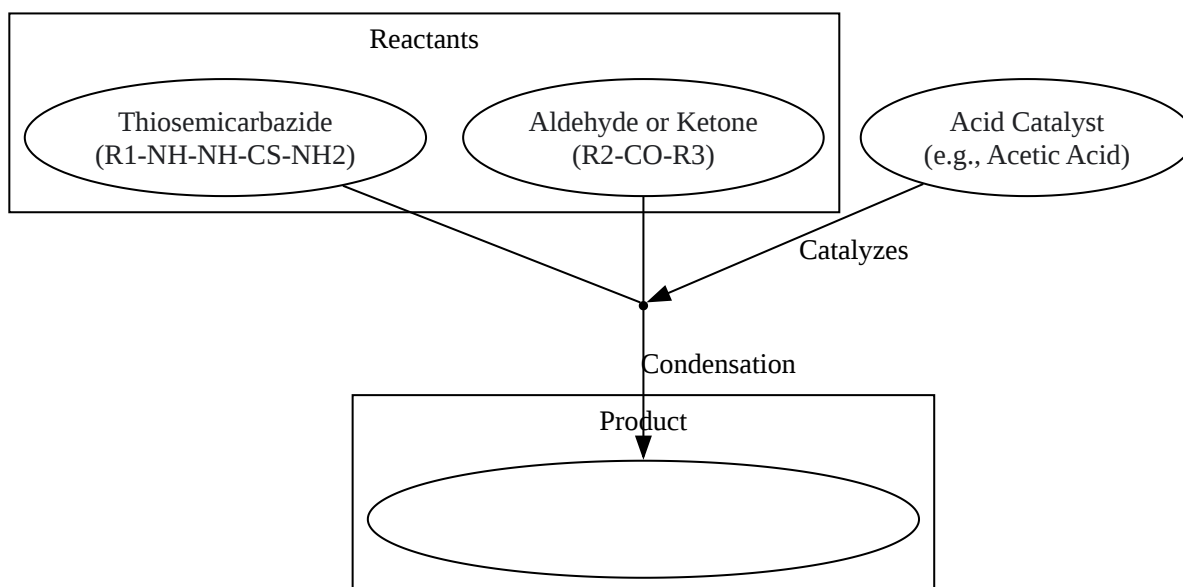 Reactants
Thiosemicarbazide
(R1-NH-NH-CS-NH2)
Aldehyde or Ketone
(R2-CO-R3)
Acid Catalyst
(e.g., Acetic Acid)
Catalyzes
Condensation
Product